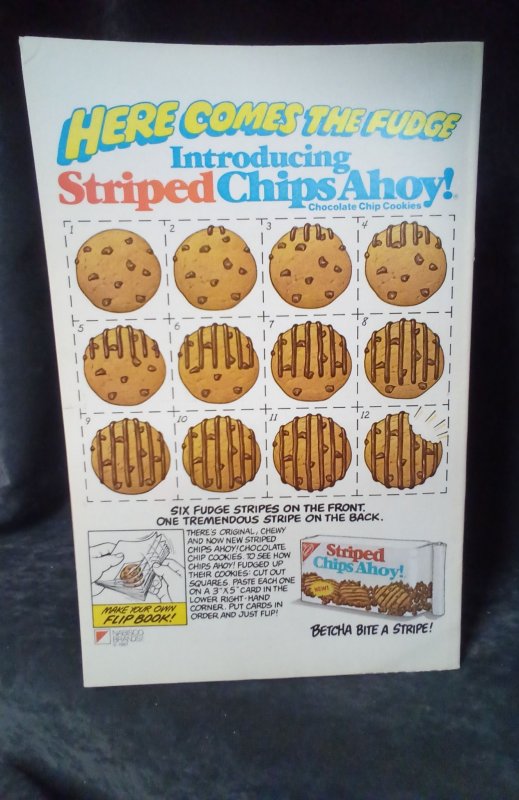 HERE COMES THE FUDGE
Introducing
Striped Chips Ahoy!
Chocolate Chip Cookies
1
2
3
4
5
6
7
8
9
10
11
12
SIX FUDGE STRIPES ON THE FRONT.
ONE TREMENDOUS STRIPE ON THE BACK.
THERE'S ORIGINAL, CHEWY
AND NOW NEW STRIPED
CHIPS AHOY! CHOCOLATE
CHIP COOKIES. TO SEE HOW
CHIPS AHOY! FUDGED UP
THEIR COOKIES: CUT OUT
SQUARES. PASTE EACH ONE
ON A 3"X 5" CARD IN THE
LOWER RIGHT-HAND
CORNER. PUT CARDS IN
ORDER AND JUST FLIP!
MAKE YOUR OWN
FLIP BOOK!
NABISCO
BRANDS
Striped
Chips Ahoy!
NEW!
BETCHA BITE A STRIPE!